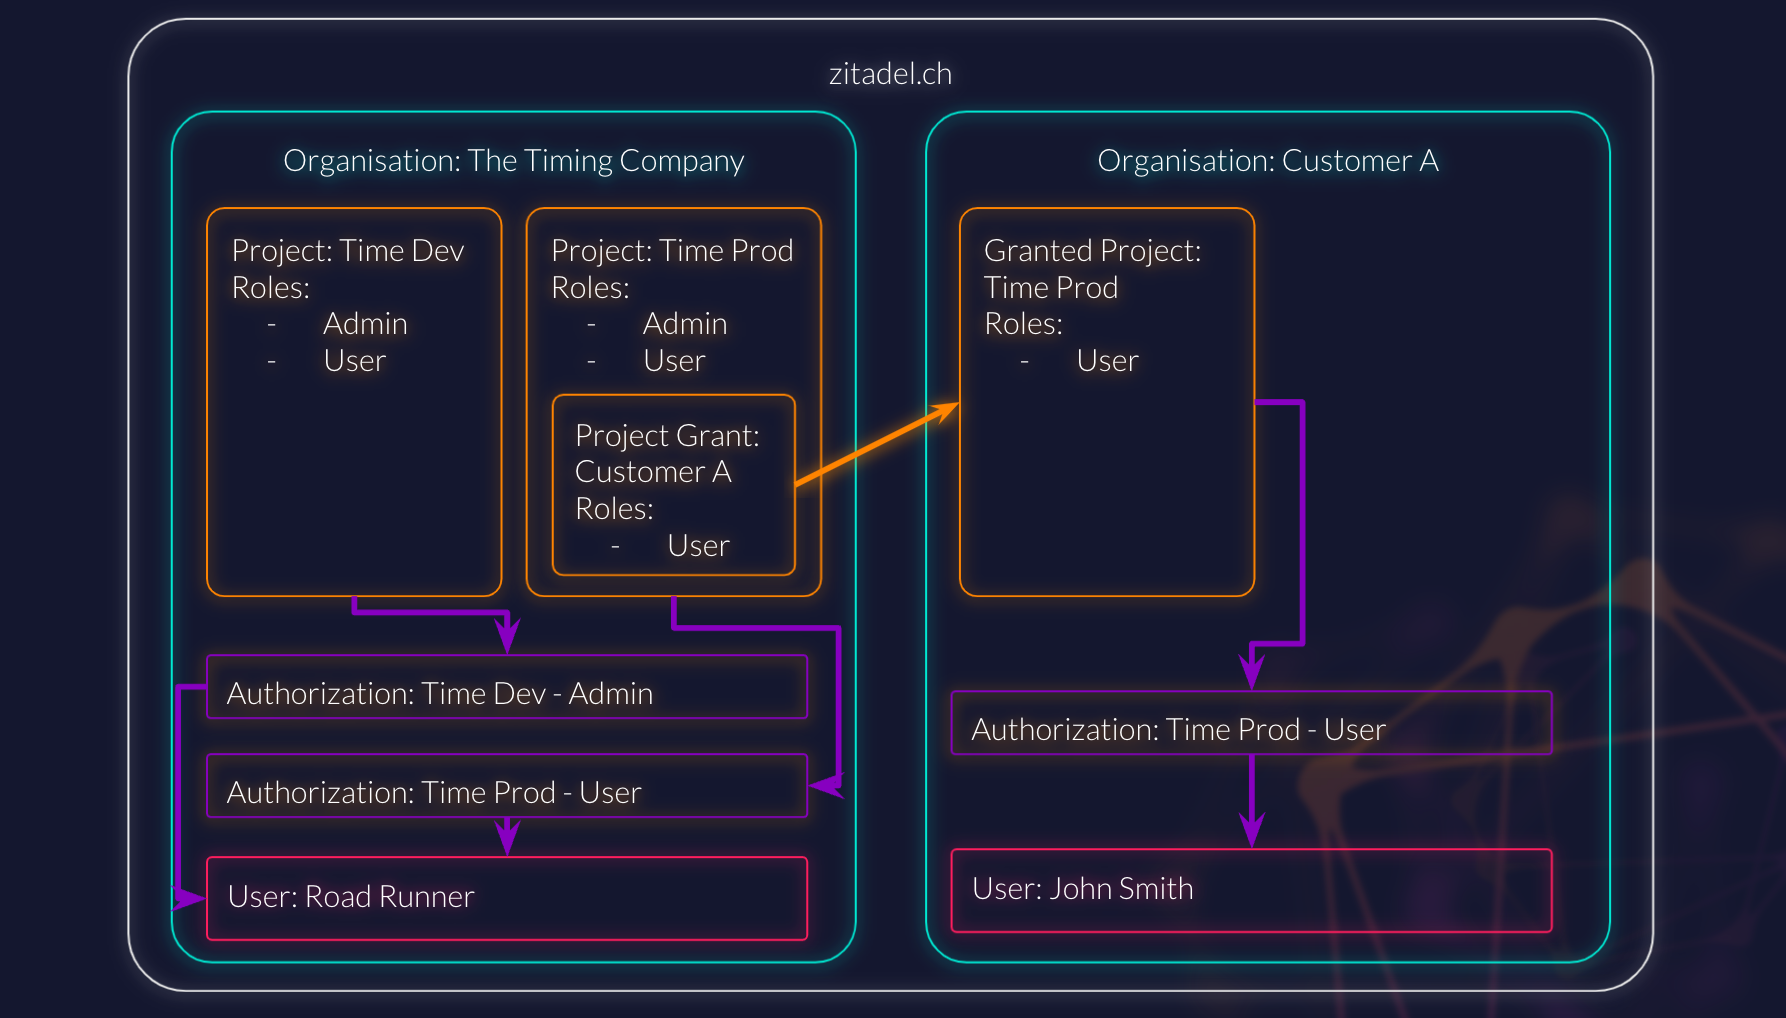 zitadel.ch
Organisation: The Timing Company
Project: Time Dev
Roles:
- Admin
- User
Project: Time Prod
Roles:
- Admin
- User
Project Grant:
Customer A
Roles:
- User
Authorization: Time Dev - Admin
Authorization: Time Prod - User
User: Road Runner
Organisation: Customer A
Granted Project:
Time Prod
Roles:
- User
Authorization: Time Prod - User
User: John Smith